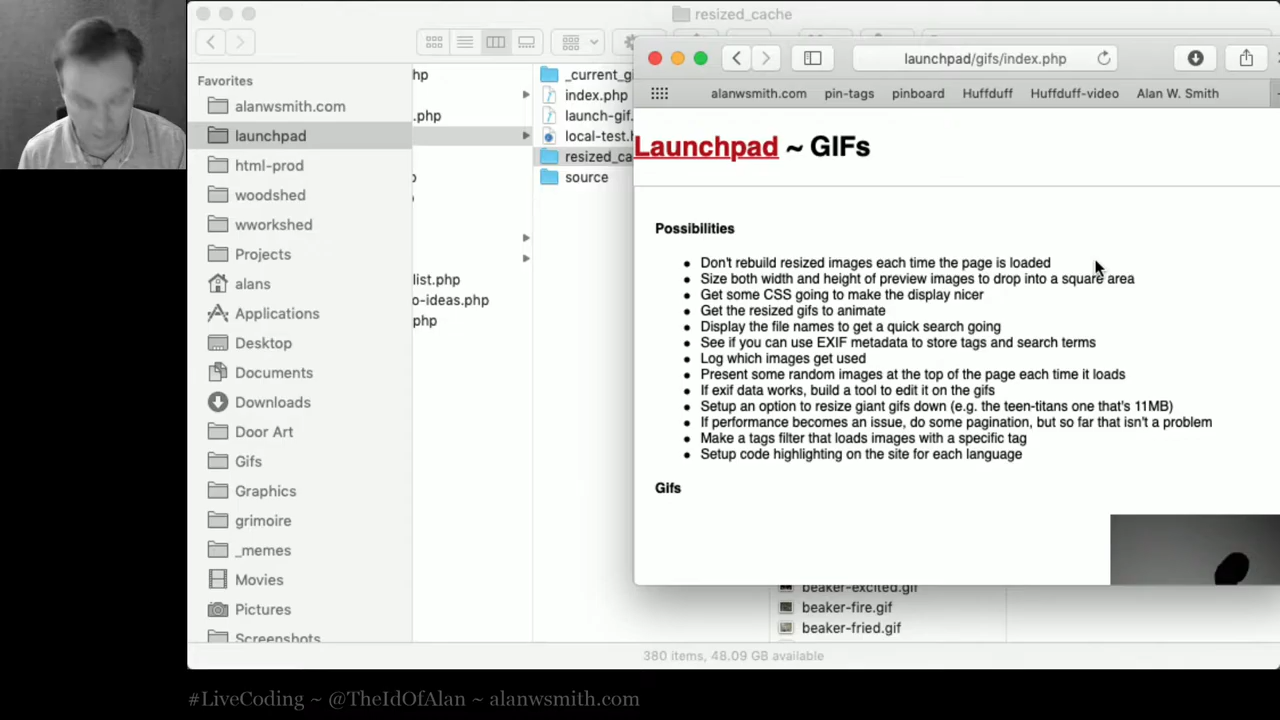 resized_cache
Favorites
alanwsmith.com
launchpad
html-prod
woodshed
wworkshed
Projects
alans
Applications
Desktop
Documents
Downloads
Door Art
Gifs
Graphics
grimoire
_memes
Movies
Pictures
Screenshots
hp
.php
list.php
o-ideas.php
php
_current_gi
index.php
launch-gif.
local-test.h
resized_ca
source
launchpad/gifs/index.php
alanwsmith.com pin-tags pinboard Huffduff Huffduff-video Alan W. Smith
Launchpad ~ GIFs
Possibilities
• Don't rebuild resized images each time the page is loaded
• Size both width and height of preview images to drop into a square area
• Get some CSS going to make the display nicer
• Get the resized gifs to animate
• Display the file names to get a quick search going
• See if you can use EXIF metadata to store tags and search terms
• Log which images get used
• Present some random images at the top of the page each time it loads
• If exif data works, build a tool to edit it on the gifs
• Setup an option to resize giant gifs down (e.g. the teen-titans one that's 11MB)
• If performance becomes an issue, do some pagination, but so far that isn't a problem
• Make a tags filter that loads images with a specific tag
• Setup code highlighting on the site for each language
Gifs
beaker-excited.gif
beaker-fire.gif
beaker-fried.gif
380 items, 48.09 GB available
#LiveCoding ~ @TheIdOfAlan ~ alanwsmith.com